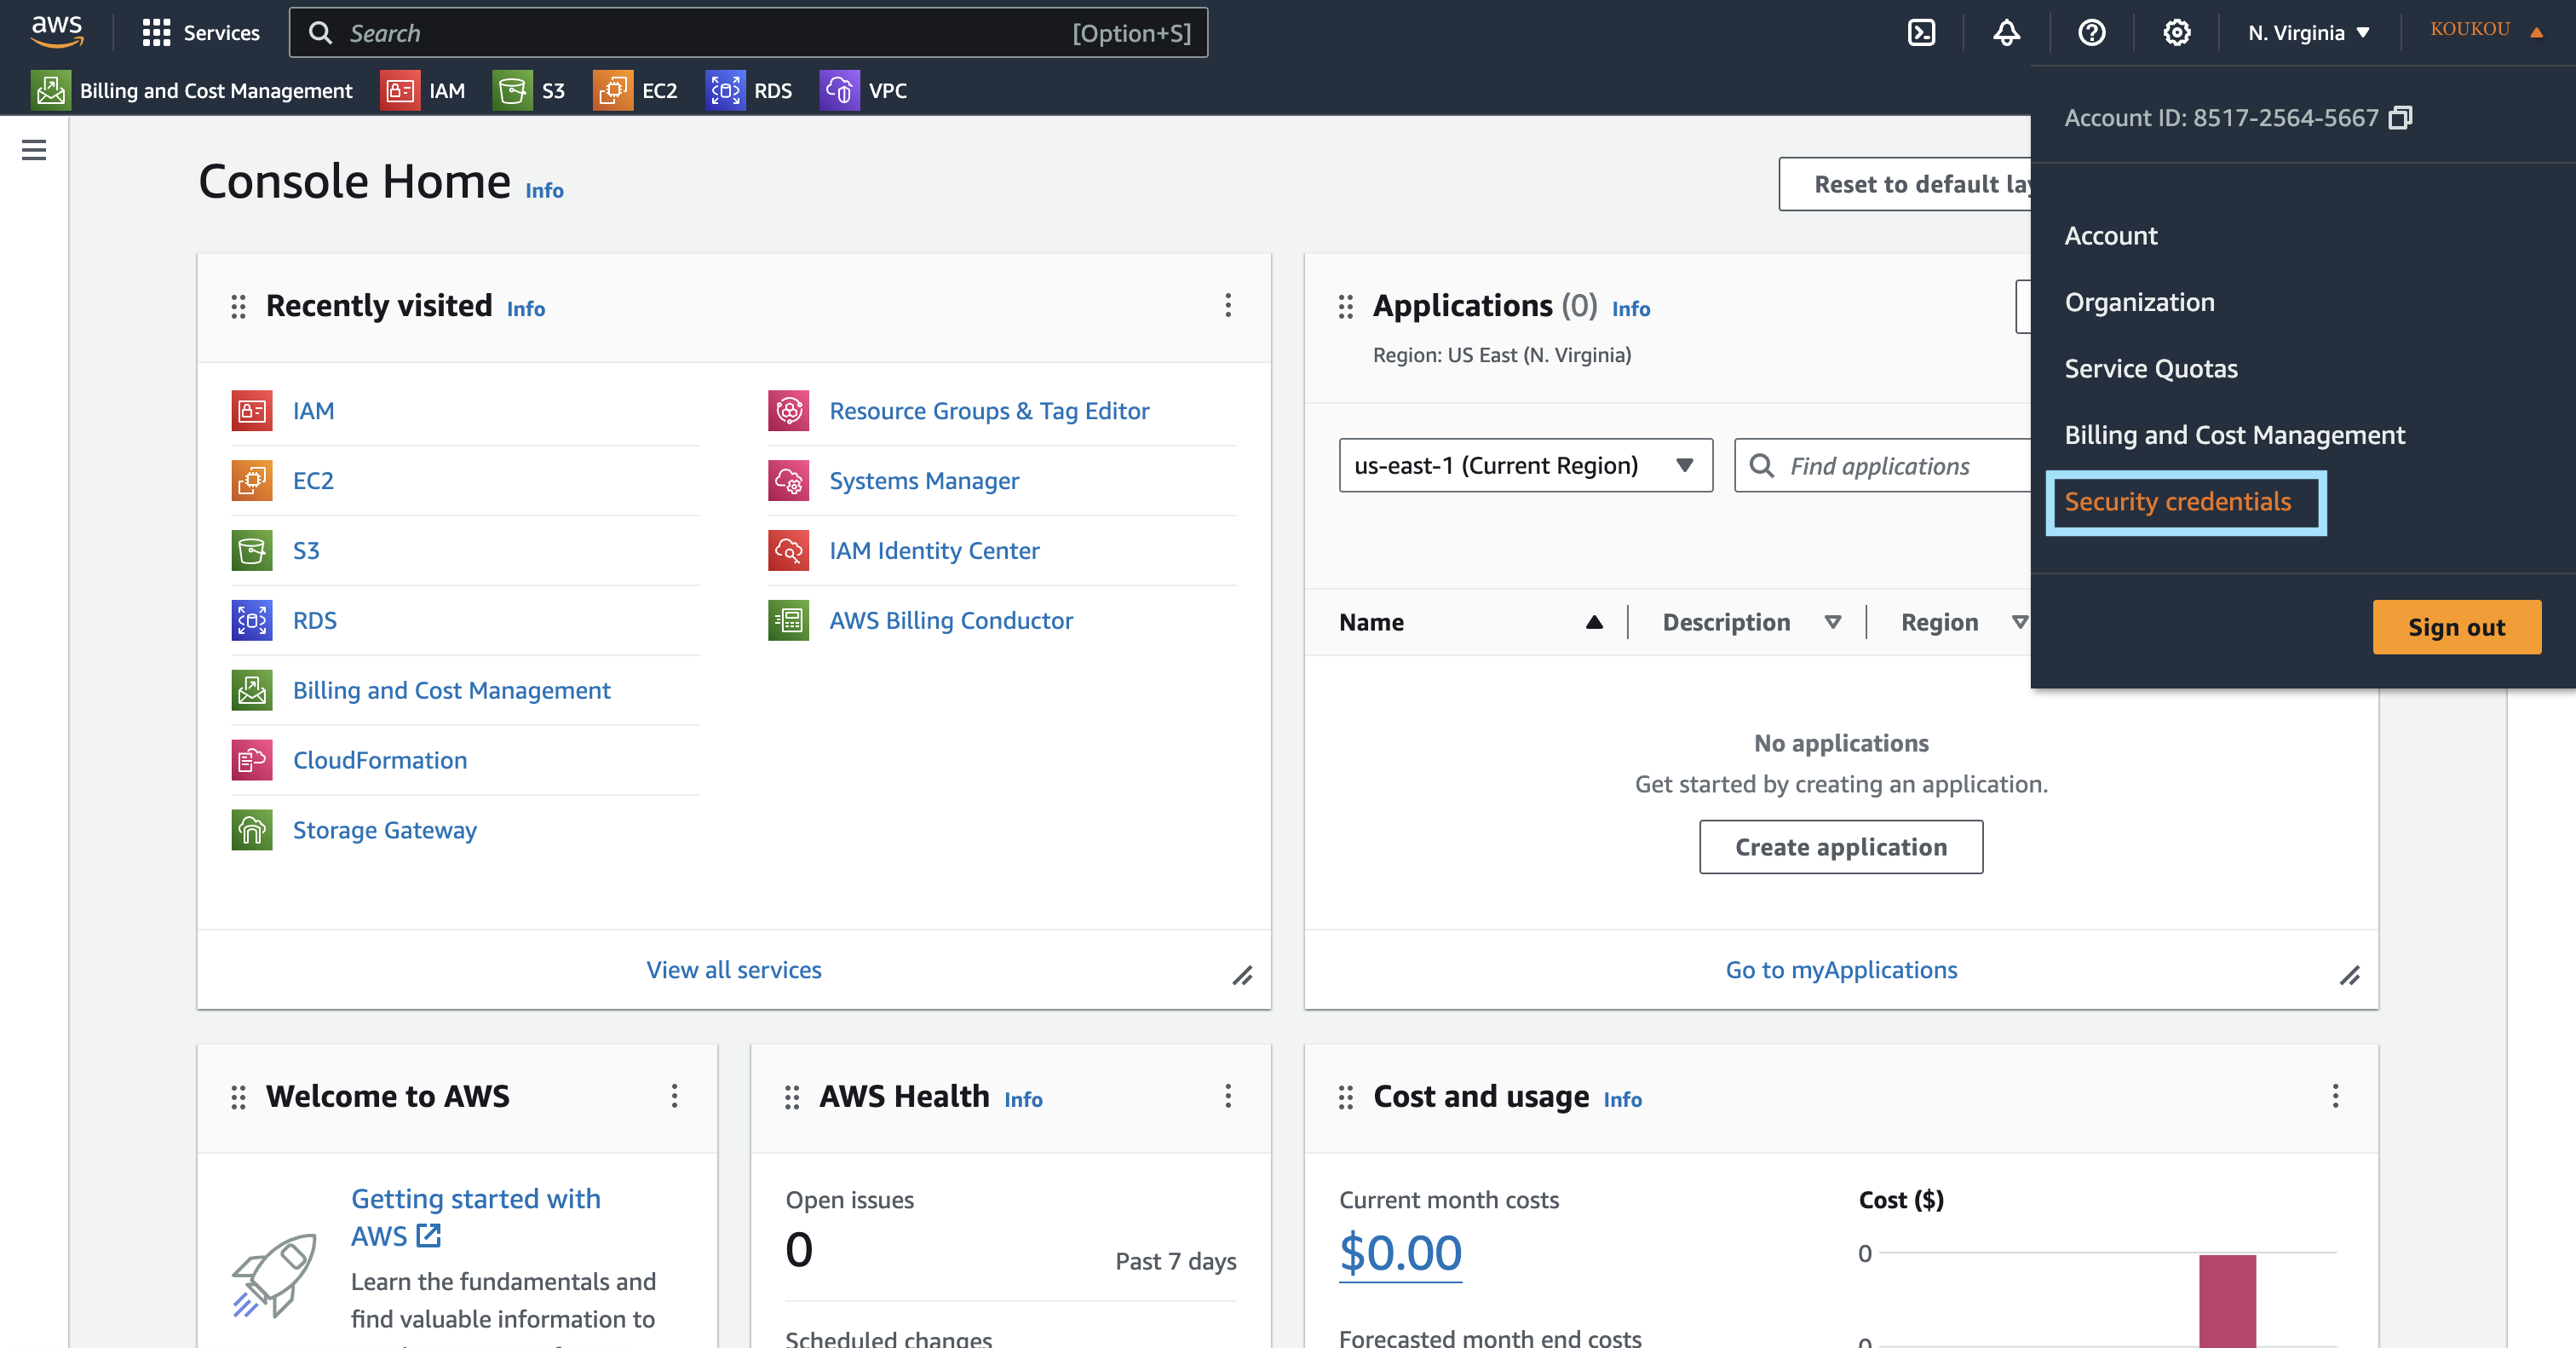 aws
Services
Search
[Option+S]
N. Virginia
KOUKOU
Billing and Cost Management
IAM
S3
EC2
RDS
VPC
Account ID: 8517-2564-5667
Account
Organization
Service Quotas
Billing and Cost Management
Security credentials
Sign out
Console Home Info
Reset to default lay
Recently visited Info
IAM
EC2
S3
RDS
Billing and Cost Management
CloudFormation
Storage Gateway
Resource Groups & Tag Editor
Systems Manager
IAM Identity Center
AWS Billing Conductor
View all services
Applications (0) Info
Region: US East (N. Virginia)
us-east-1 (Current Region)
Find applications
Name
Description
Region
No applications
Get started by creating an application.
Create application
Go to myApplications
Welcome to AWS
Getting started with
AWS
Learn the fundamentals and
find valuable information to
AWS Health Info
Open issues
0
Past 7 days
Scheduled changes
Cost and usage Info
Current month costs
$0.00
Forecasted month end costs
Cost ($)
0
0